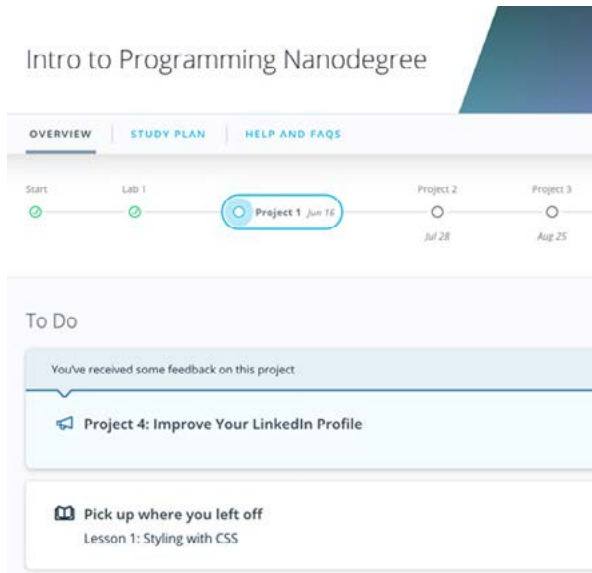 Intro to Programming Nanodegree
OVERVIEW STUDY PLAN HELP AND FAQS
Start Lab 1 Project 2 Project 3
Project 1 Jun 16
Jul 28 Aug 25
To Do
You've received some feedback on this project
Project 4: Improve Your LinkedIn Profile
Pick up where you left off
Lesson 1: Styling with CSS